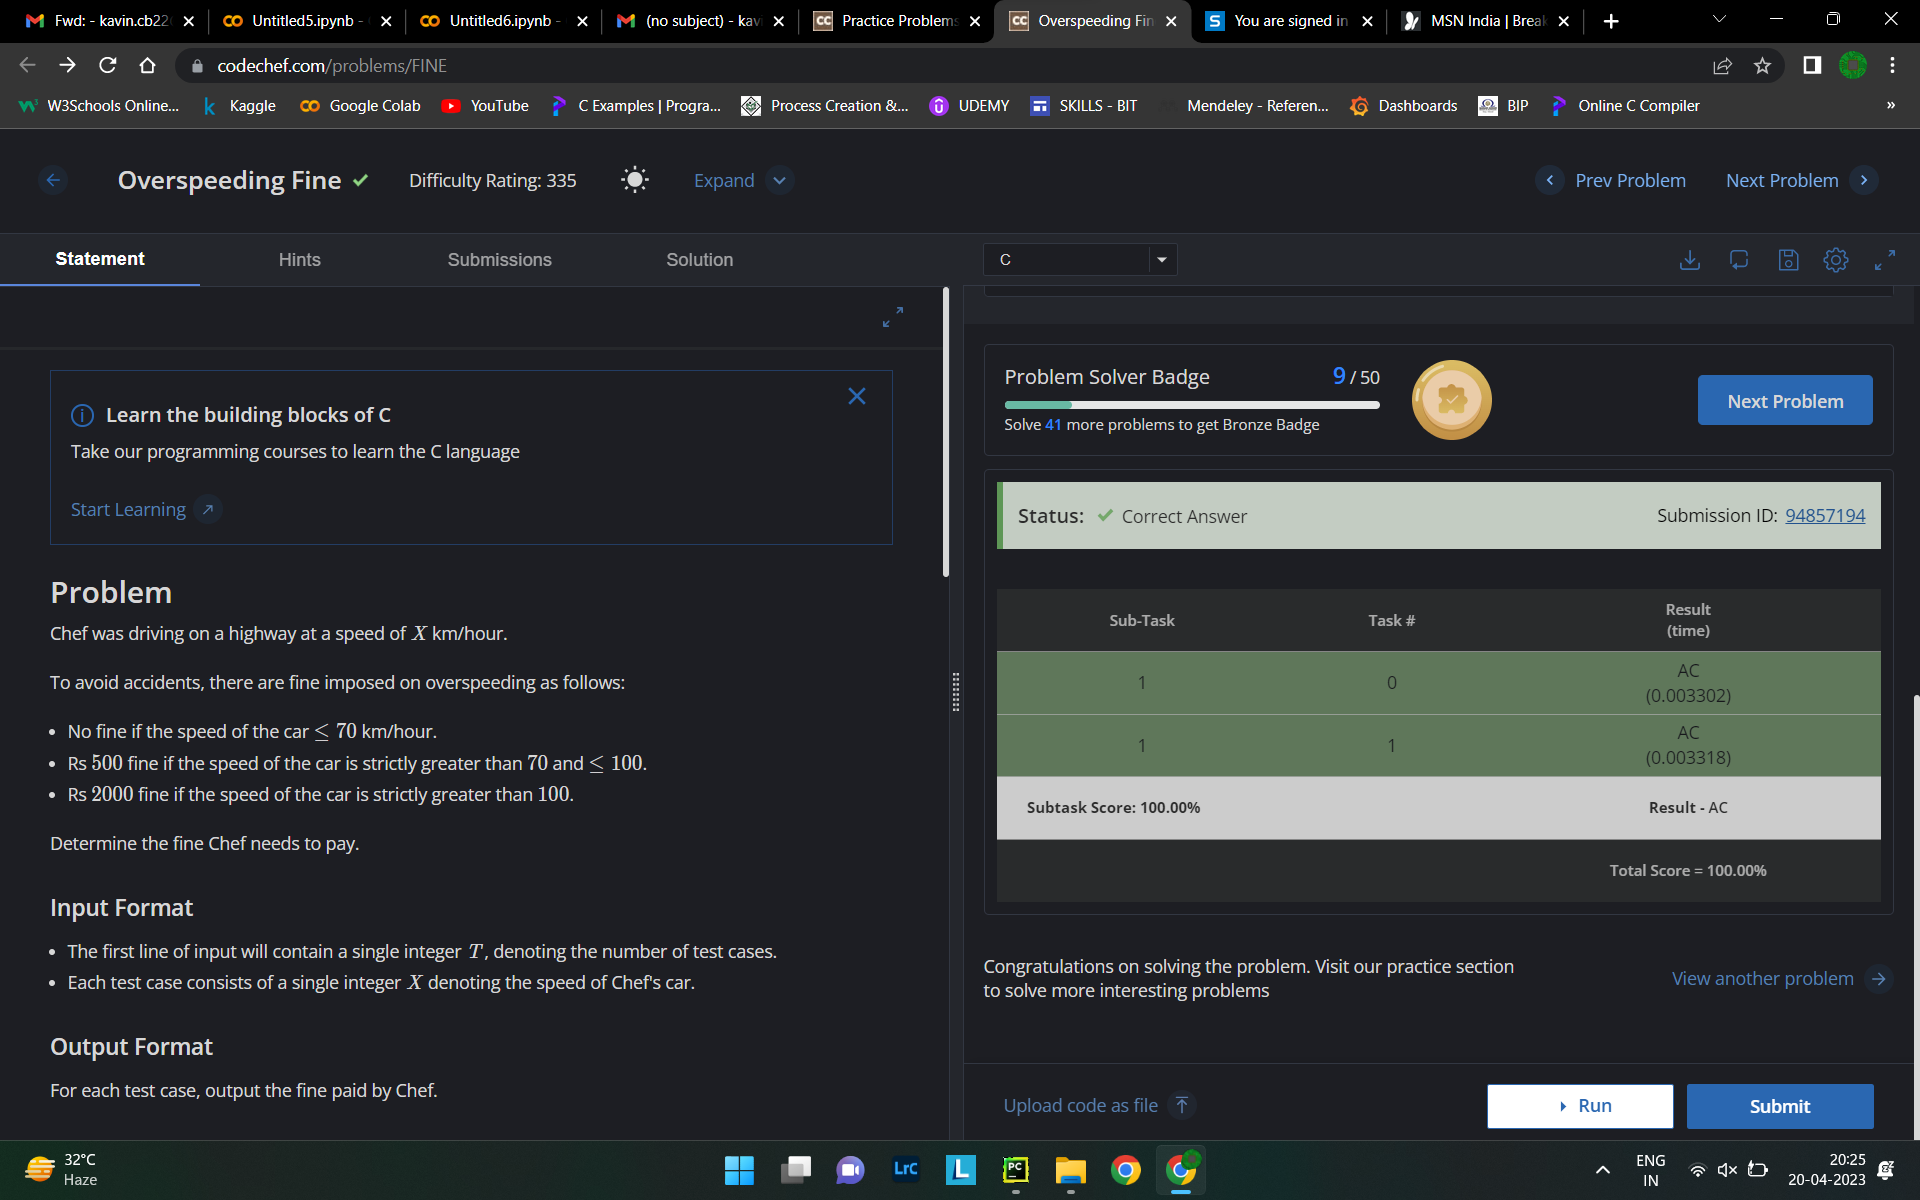 Fwd: - kavin.cb22
Untitled5.ipynb -
Untitled6.ipynb -
(no subject) - kavi
Practice Problems
Overspeeding Fin
You are signed in
MSN India | Break
codechef.com/problems/FINE
W3Schools Online...
Kaggle
Google Colab
YouTube
C Examples | Progra...
Process Creation &...
UDEMY
SKILLS - BIT
Mendeley - Referen...
Dashboards
BIP
Online C Compiler
»
Overspeeding Fine
Difficulty Rating: 335
Expand
Prev Problem
Next Problem
Statement
Hints
Submissions
Solution
C
Learn the building blocks of C
Take our programming courses to learn the C language
Start Learning
Problem
Chef was driving on a highway at a speed of X km/hour.
To avoid accidents, there are fine imposed on overspeeding as follows:
• No fine if the speed of the car ≤ 70 km/hour.
• Rs 500 fine if the speed of the car is strictly greater than 70 and ≤ 100.
• Rs 2000 fine if the speed of the car is strictly greater than 100.
Determine the fine Chef needs to pay.
Input Format
• The first line of input will contain a single integer T, denoting the number of test cases.
• Each test case consists of a single integer X denoting the speed of Chef's car.
Output Format
For each test case, output the fine paid by Chef.
Problem Solver Badge
9 / 50
Solve 41 more problems to get Bronze Badge
Next Problem
Status: Correct Answer
Submission ID: 94857194
Sub-Task Task # Result
(time)
1 0 AC
(0.003302)
1 1 AC
(0.003318)
Subtask Score: 100.00% Result - AC
Total Score = 100.00%
Congratulations on solving the problem. Visit our practice section
to solve more interesting problems
View another problem
Upload code as file
Run
Submit
32°C
Haze
LrC
L
PC
ENG
IN
20:25
20-04-2023